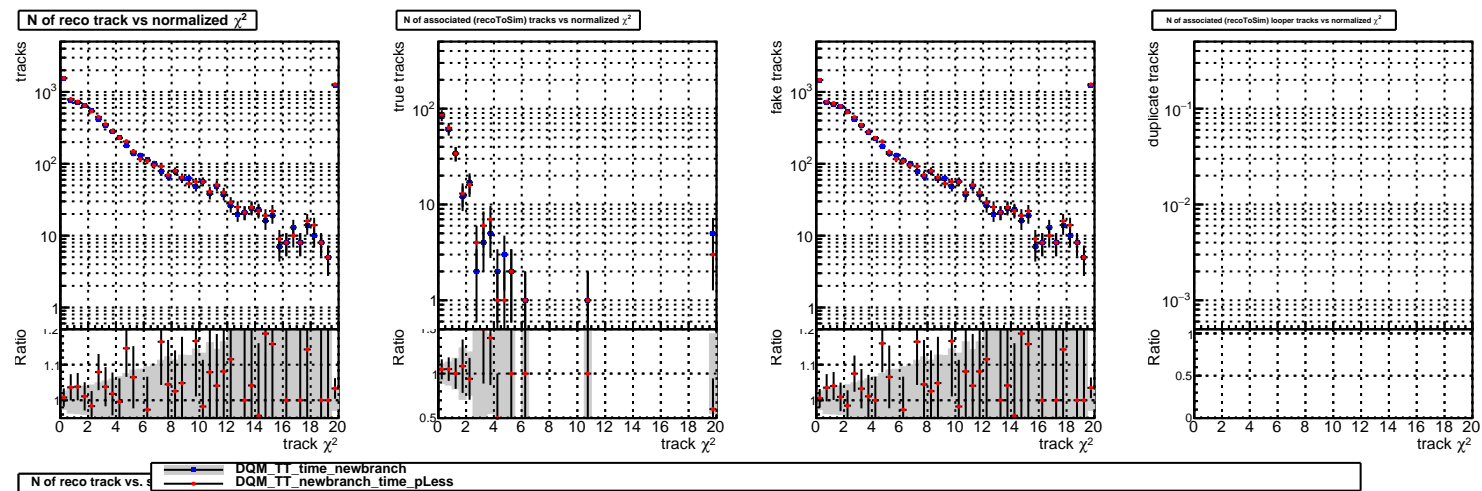 N of reco track vs normalized χ²
N of associated (recoToSim) tracks vs normalized χ²
N of associated (recoToSim) looper tracks vs normalized χ²
tracks
10³
10²
10
1
Ratio
1.2
1.1
1
0 2 4 6 8 10 12 14 16 18 20
track χ²
true tracks
10²
10
1
Ratio
1
0.5
0 2 4 6 8 10 12 14 16 18 20
track χ²
fake tracks
10³
10²
10
1
Ratio
1.2
1.1
1
0 2 4 6 8 10 12 14 16 18 20
track χ²
duplicate tracks
10⁻¹
10⁻²
10⁻³
Ratio
1
0.5
0
0 2 4 6 8 10 12 14 16 18 20
track χ²
N of reco track vs.
DQM_TT_time_newbranch
DQM_TT_newbranch_time_pLess